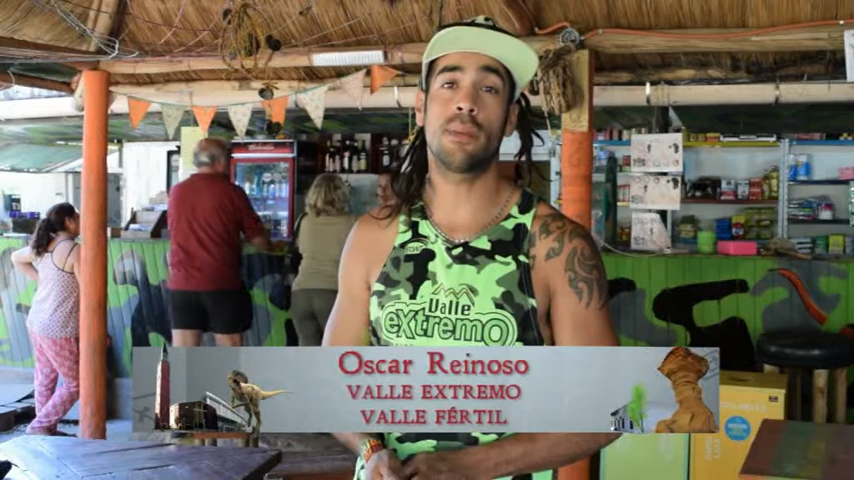 Valle
eXtremo
Oscar Reinoso
VALLE EXTREMO
VALLE FÉRTIL